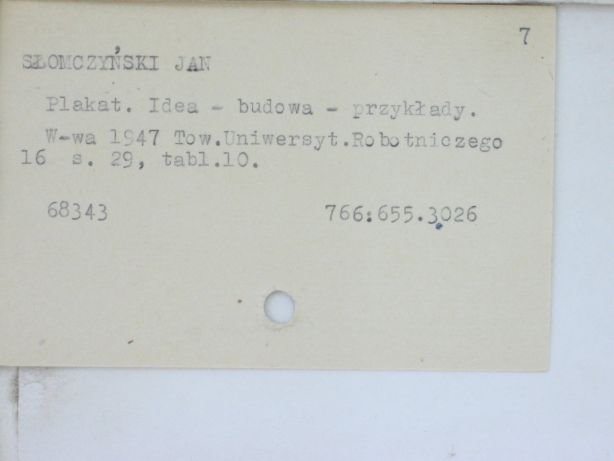 7
SŁOMCZYŃSKI JAN
Plakat. Idea - budowa - przykłady.
W-wa 1947 Tow.Uniwersyt.Robotniczego
16 s. 29, tabl.10.
68343 766:655.3026